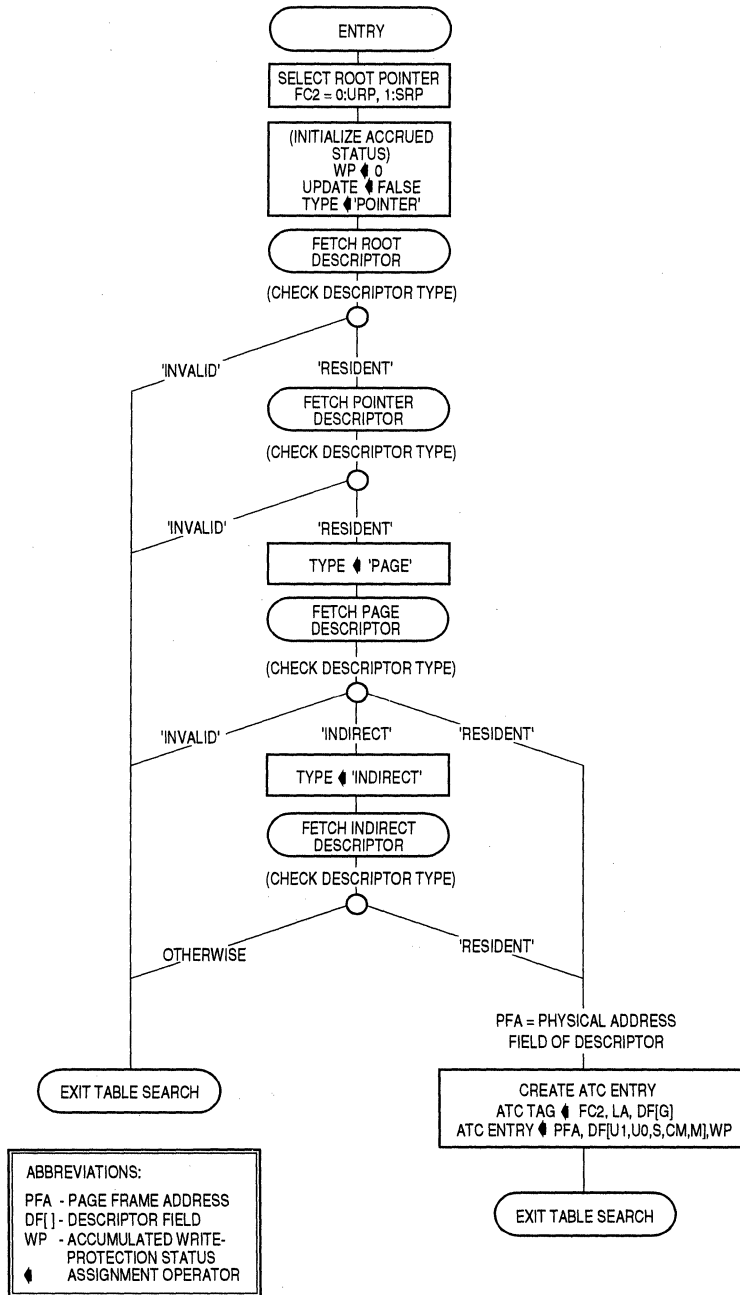 ENTRY
SELECT ROOT POINTER
FC2 = 0:URP, 1:SRP
(INITIALIZE ACCRUED
STATUS)
WP ⧫ 0
UPDATE ⧫ FALSE
TYPE ⧫ 'POINTER'
FETCH ROOT
DESCRIPTOR
(CHECK DESCRIPTOR TYPE)
'INVALID'
'RESIDENT'
FETCH POINTER
DESCRIPTOR
(CHECK DESCRIPTOR TYPE)
'INVALID'
'RESIDENT'
TYPE ⧫ 'PAGE'
FETCH PAGE
DESCRIPTOR
(CHECK DESCRIPTOR TYPE)
'INVALID'
'INDIRECT'
'RESIDENT'
TYPE ⧫ 'INDIRECT'
FETCH INDIRECT
DESCRIPTOR
(CHECK DESCRIPTOR TYPE)
OTHERWISE
'RESIDENT'
PFA = PHYSICAL ADDRESS
FIELD OF DESCRIPTOR
EXIT TABLE SEARCH
CREATE ATC ENTRY
ATC TAG ⧫ FC2, LA, DF[G]
ATC ENTRY ⧫ PFA, DF[U1,U0,S,CM,M],WP
EXIT TABLE SEARCH
ABBREVIATIONS:
PFA - PAGE FRAME ADDRESS
DF[ ] - DESCRIPTOR FIELD
WP - ACCUMULATED WRITE-
PROTECTION STATUS
⧫ ASSIGNMENT OPERATOR